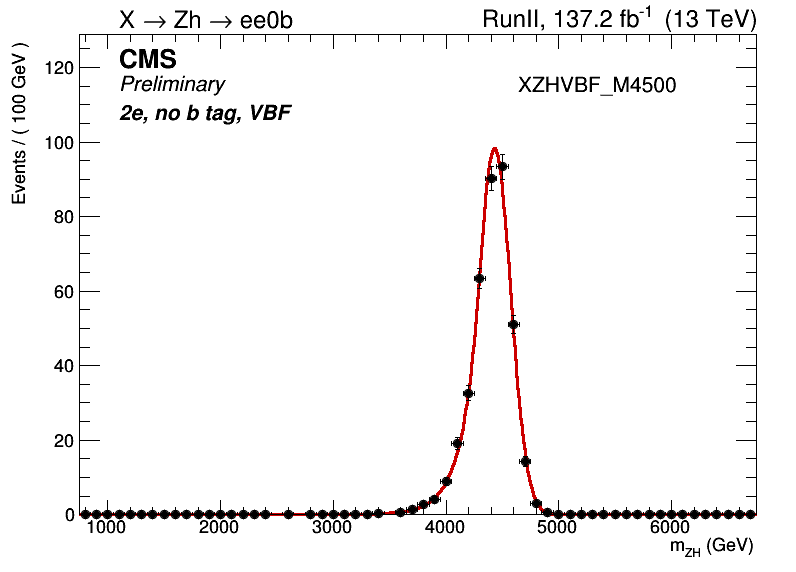 X → Zh → ee0b
RunII, 137.2 fb⁻¹ (13 TeV)
CMS
Preliminary
2e, no b tag, VBF
XZHVBF_M4500
Events / ( 100 GeV )
120
100
80
60
40
20
0
1000 2000 3000 4000 5000 6000
m_ZH (GeV)